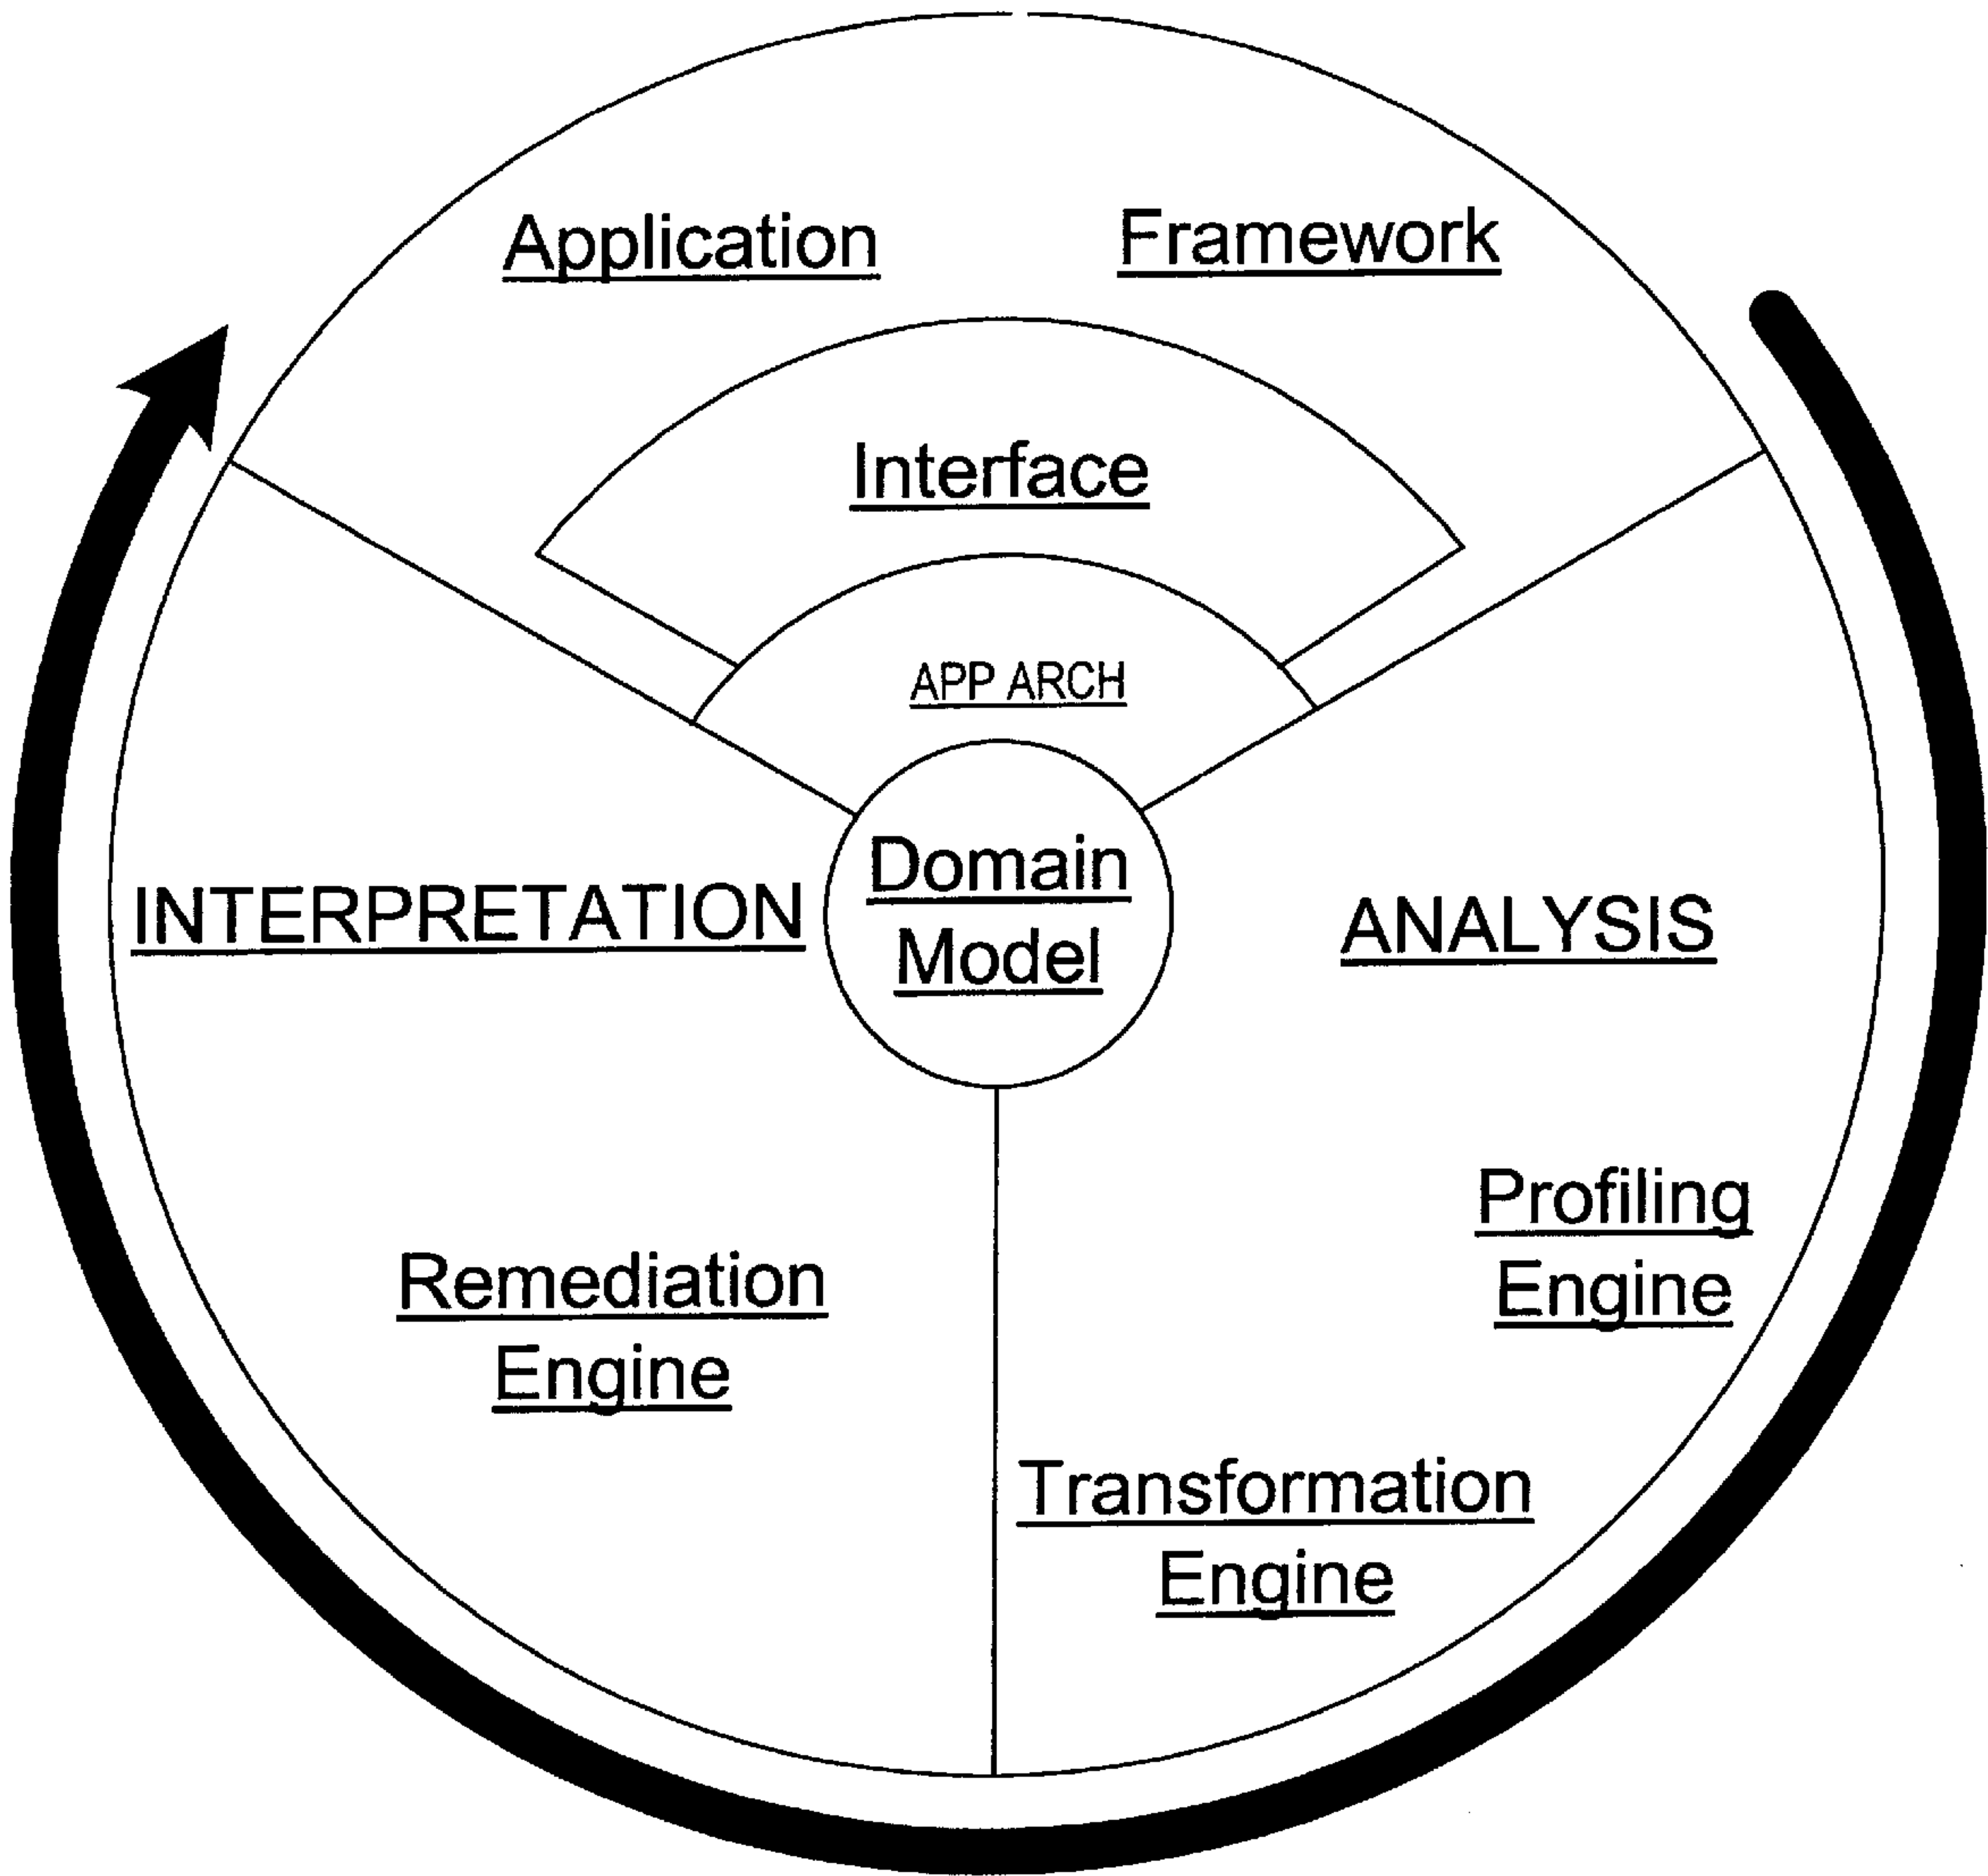 Application Framework
Interface
APP ARCH
Domain
Model
INTERPRETATION
ANALYSIS
Profiling
Engine
Remediation
Engine
Transformation
Engine